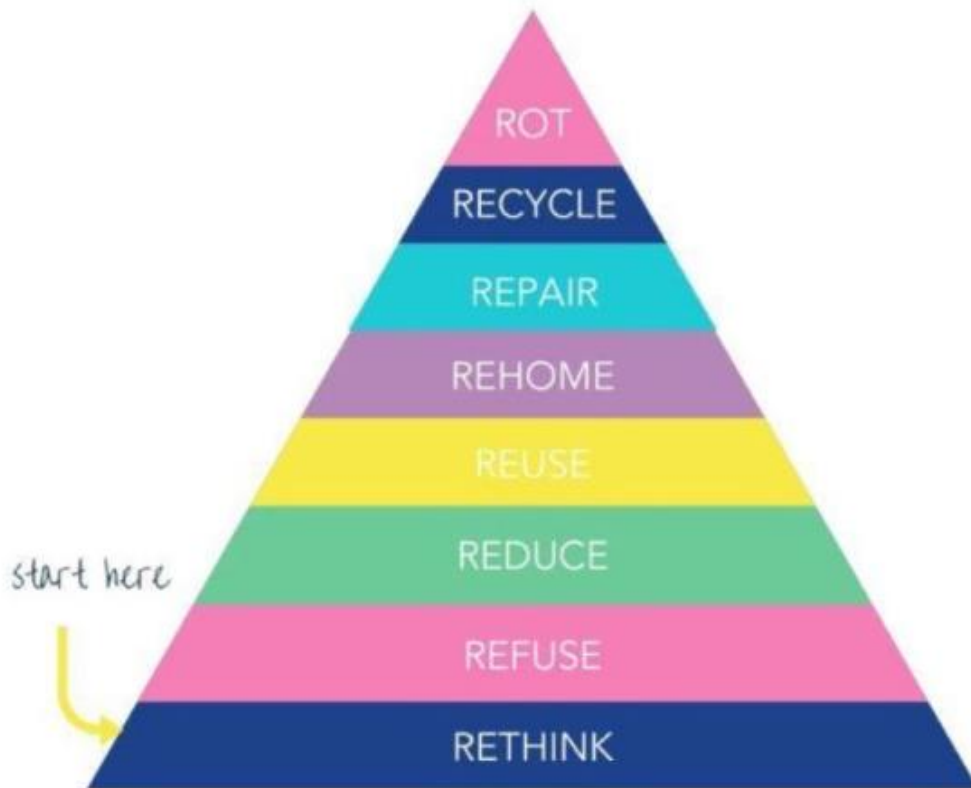 ROT
RECYCLE
REPAIR
REHOME
REUSE
REDUCE
start here
REFUSE
RETHINK